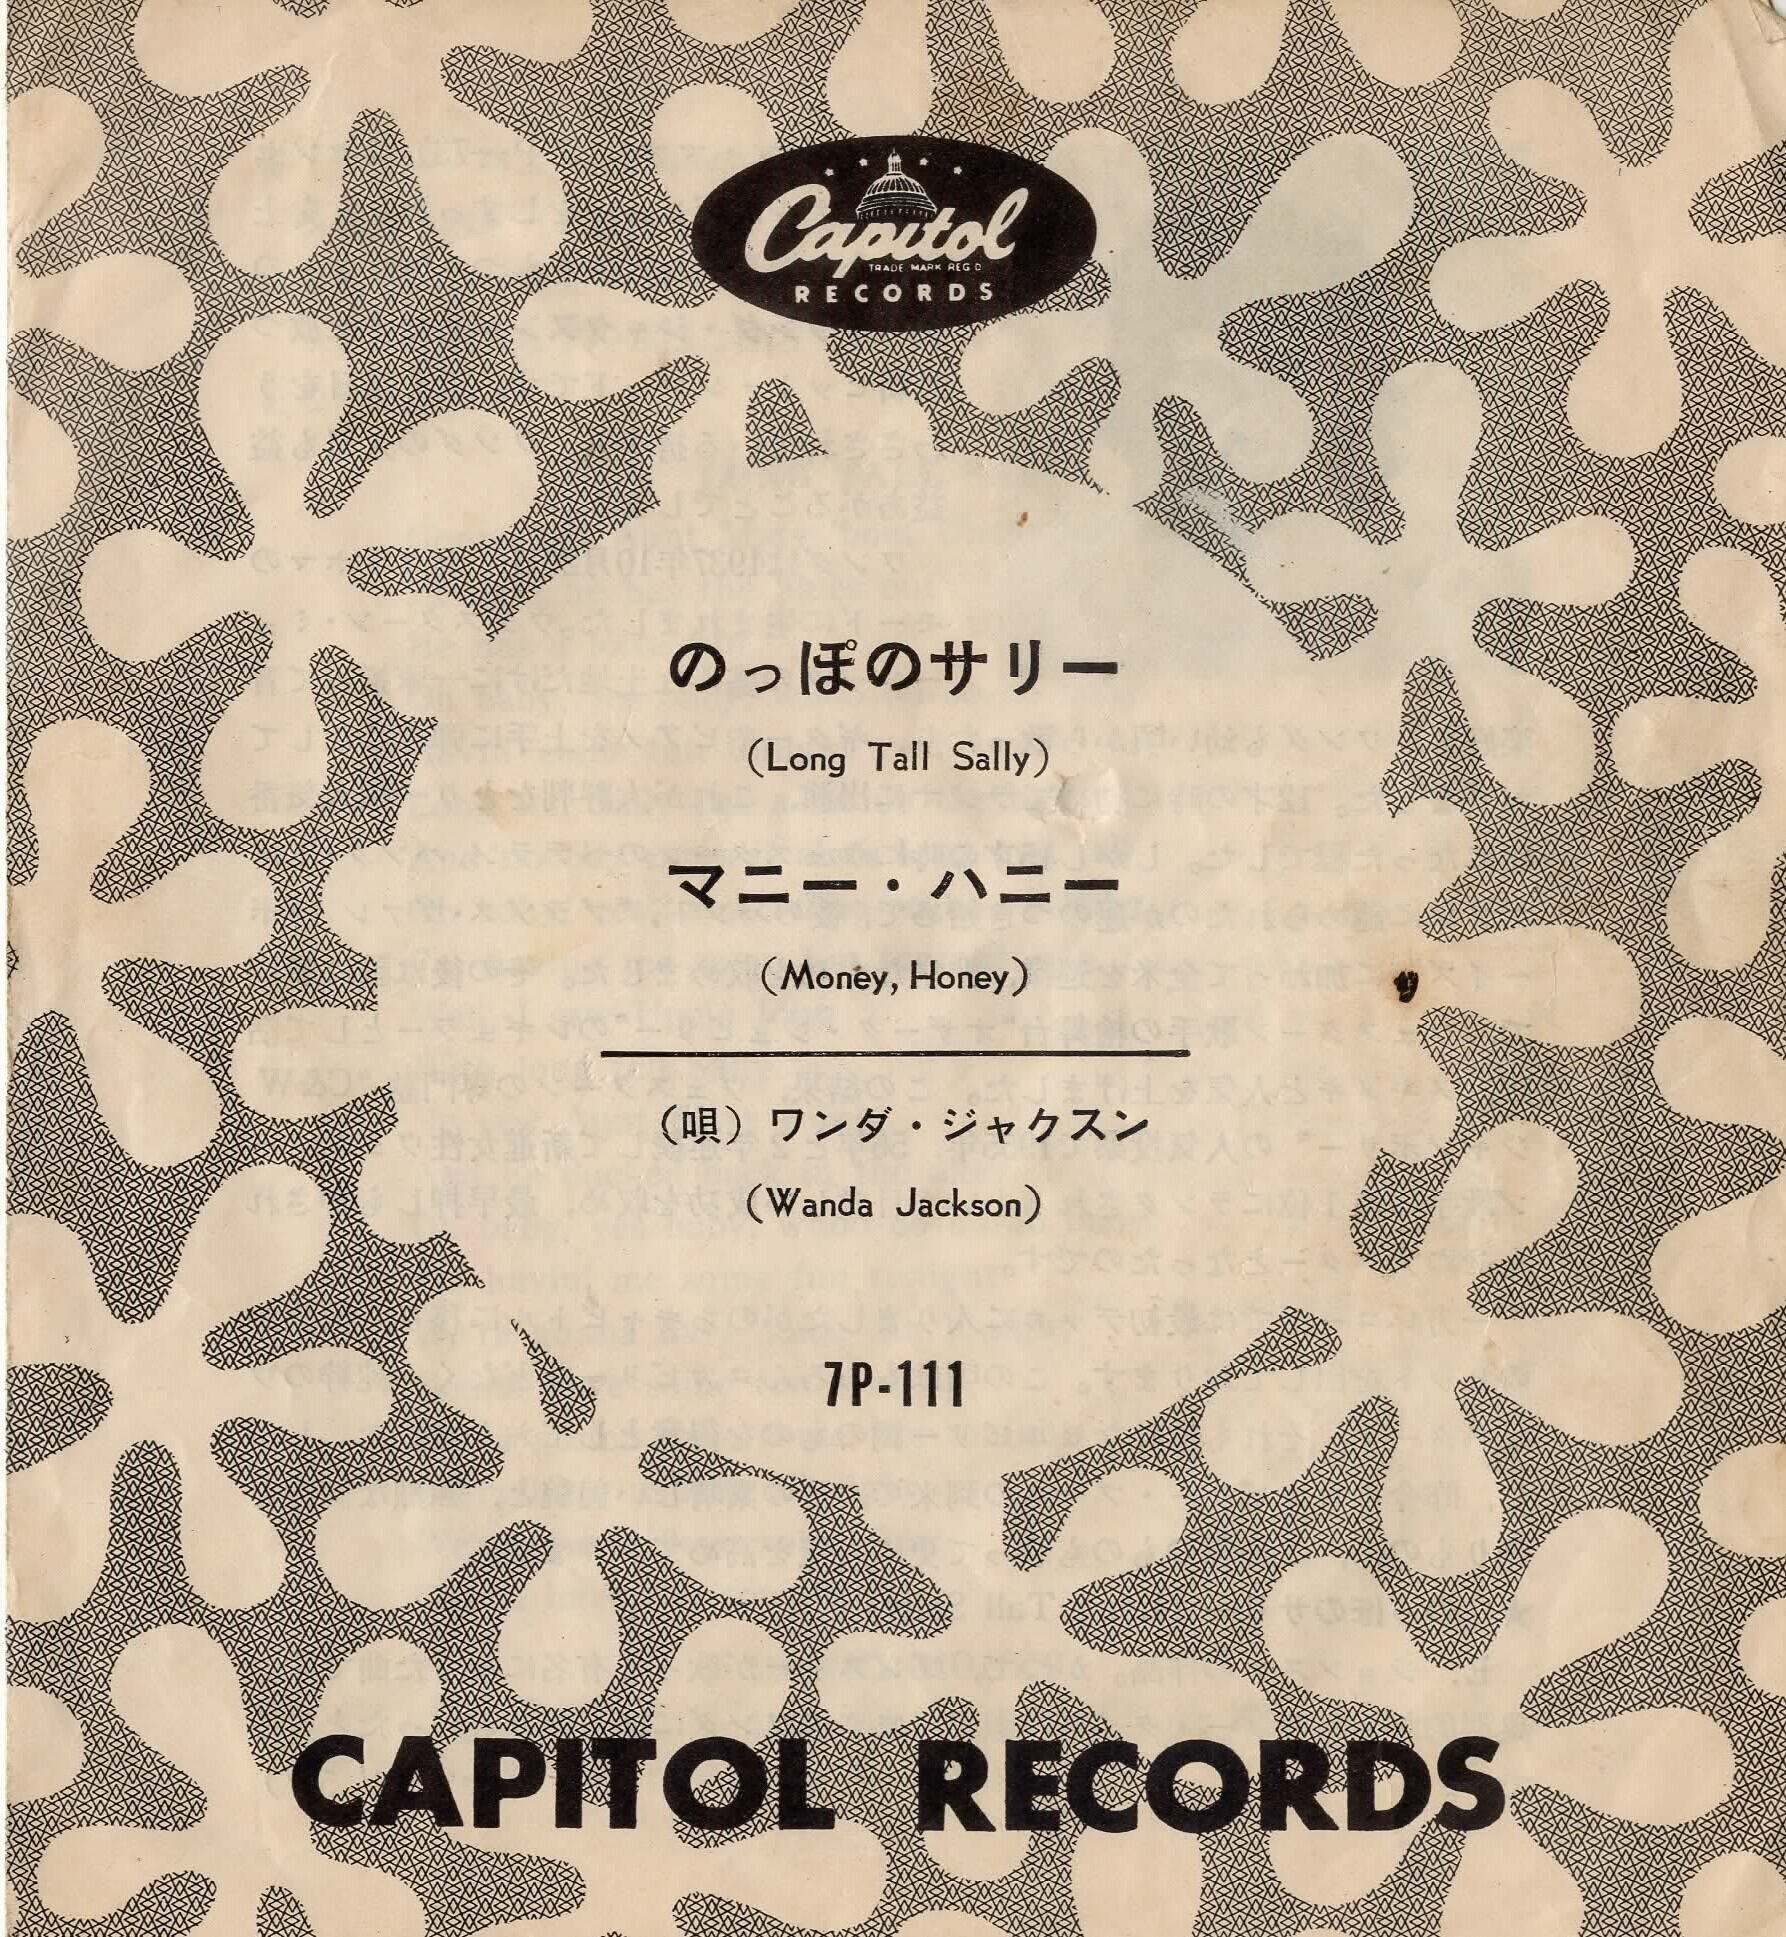 Capitol
TRADE MARK REG'D
RECORDS
のっぽのサリー
(Long Tall Sally)
マニー・ハニー
(Money, Honey)
(唄) ワンダ・ジャクスン
(Wanda Jackson)
7P-111
CAPITOL RECORDS